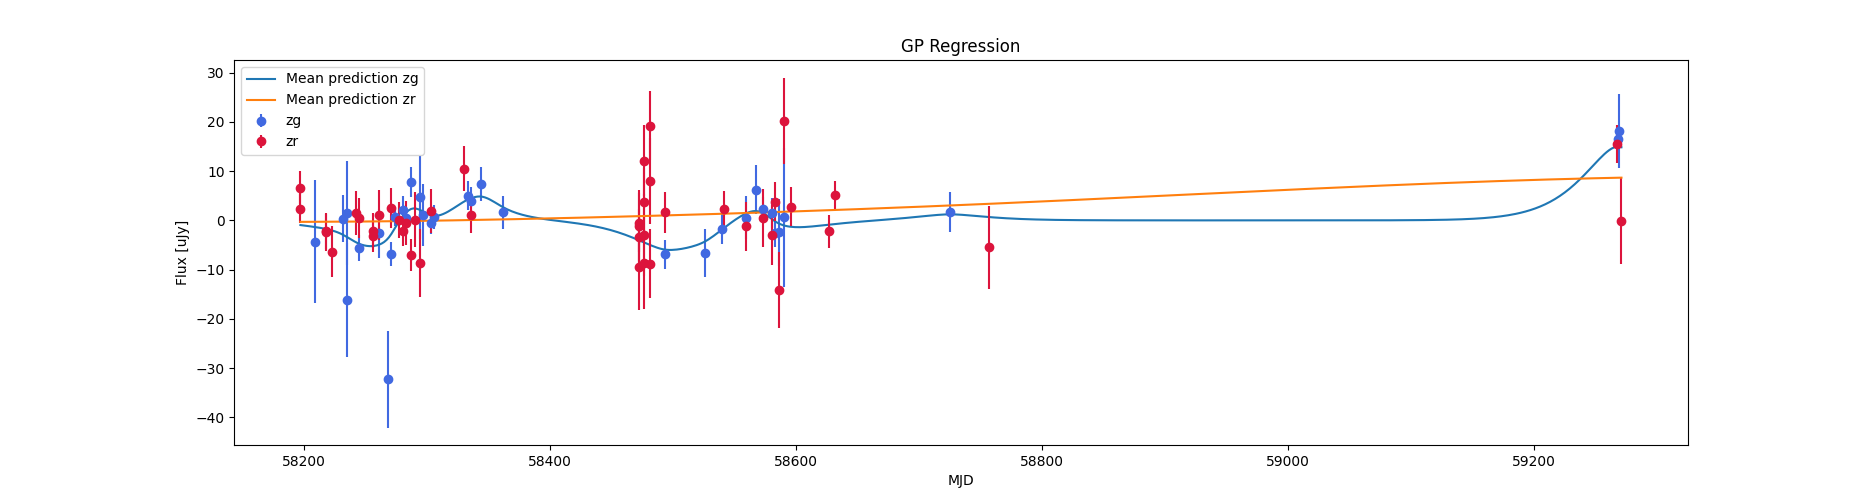 GP Regression
Mean prediction zg
Mean prediction zr
zg
zr
30
20
10
0
−10
−20
−30
−40
Flux [uJy]
58200
58400
58600
58800
59000
59200
MJD